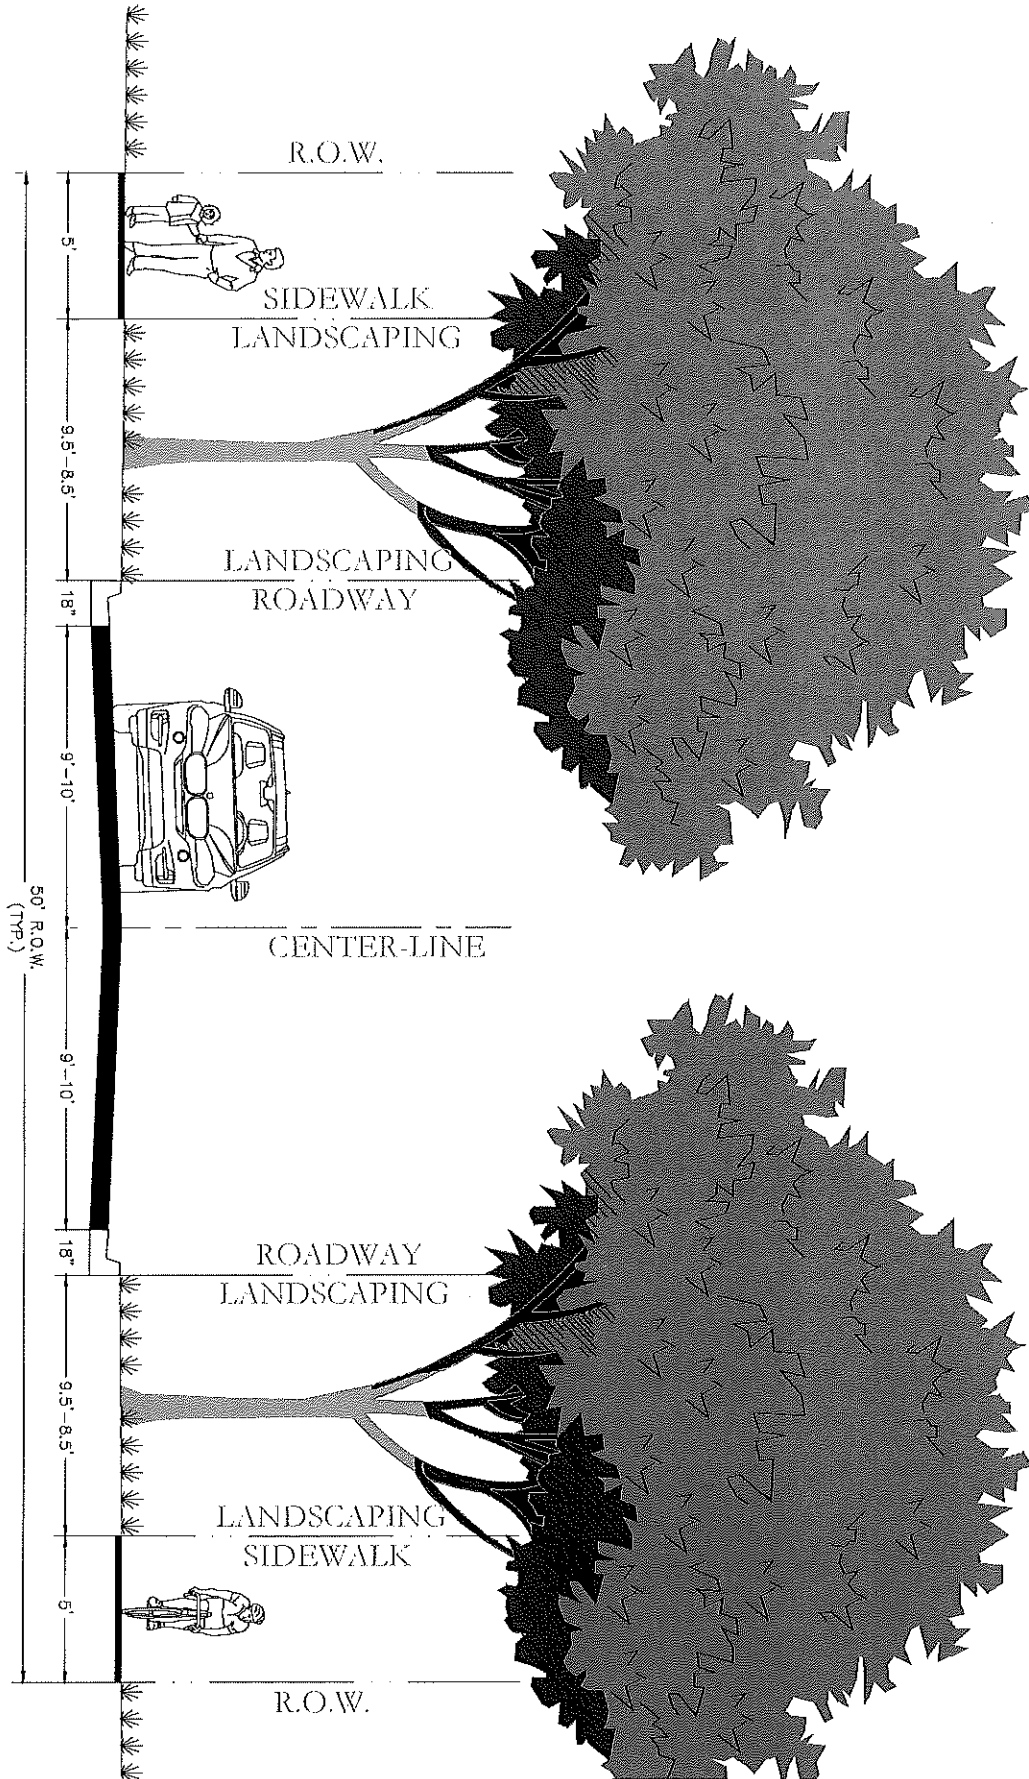 R.O.W.
SIDEWALK
LANDSCAPING
LANDSCAPING
ROADWAY
CENTER-LINE
ROADWAY
LANDSCAPING
LANDSCAPING
SIDEWALK
R.O.W.
5'
9.5'-8.5'
18"
9'-10'
9'-10'
18"
9.5'-8.5'
5'
50' R.O.W.
(TYP.)